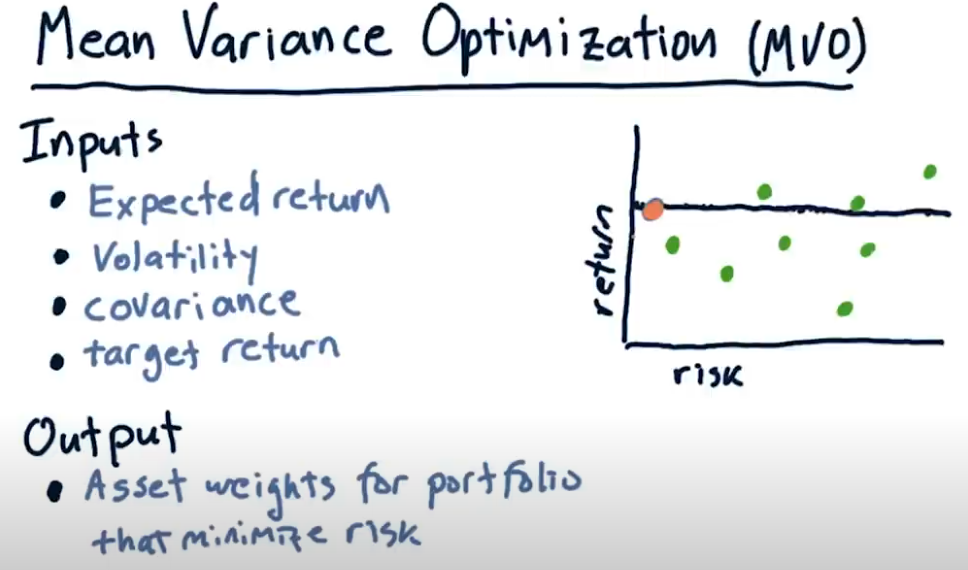 Mean Variance Optimization (MVO)
Inputs
• Expected return
• Volatility
• covariance
• target return
return
risk
Output
• Asset weights for portfolio
that minimize risk